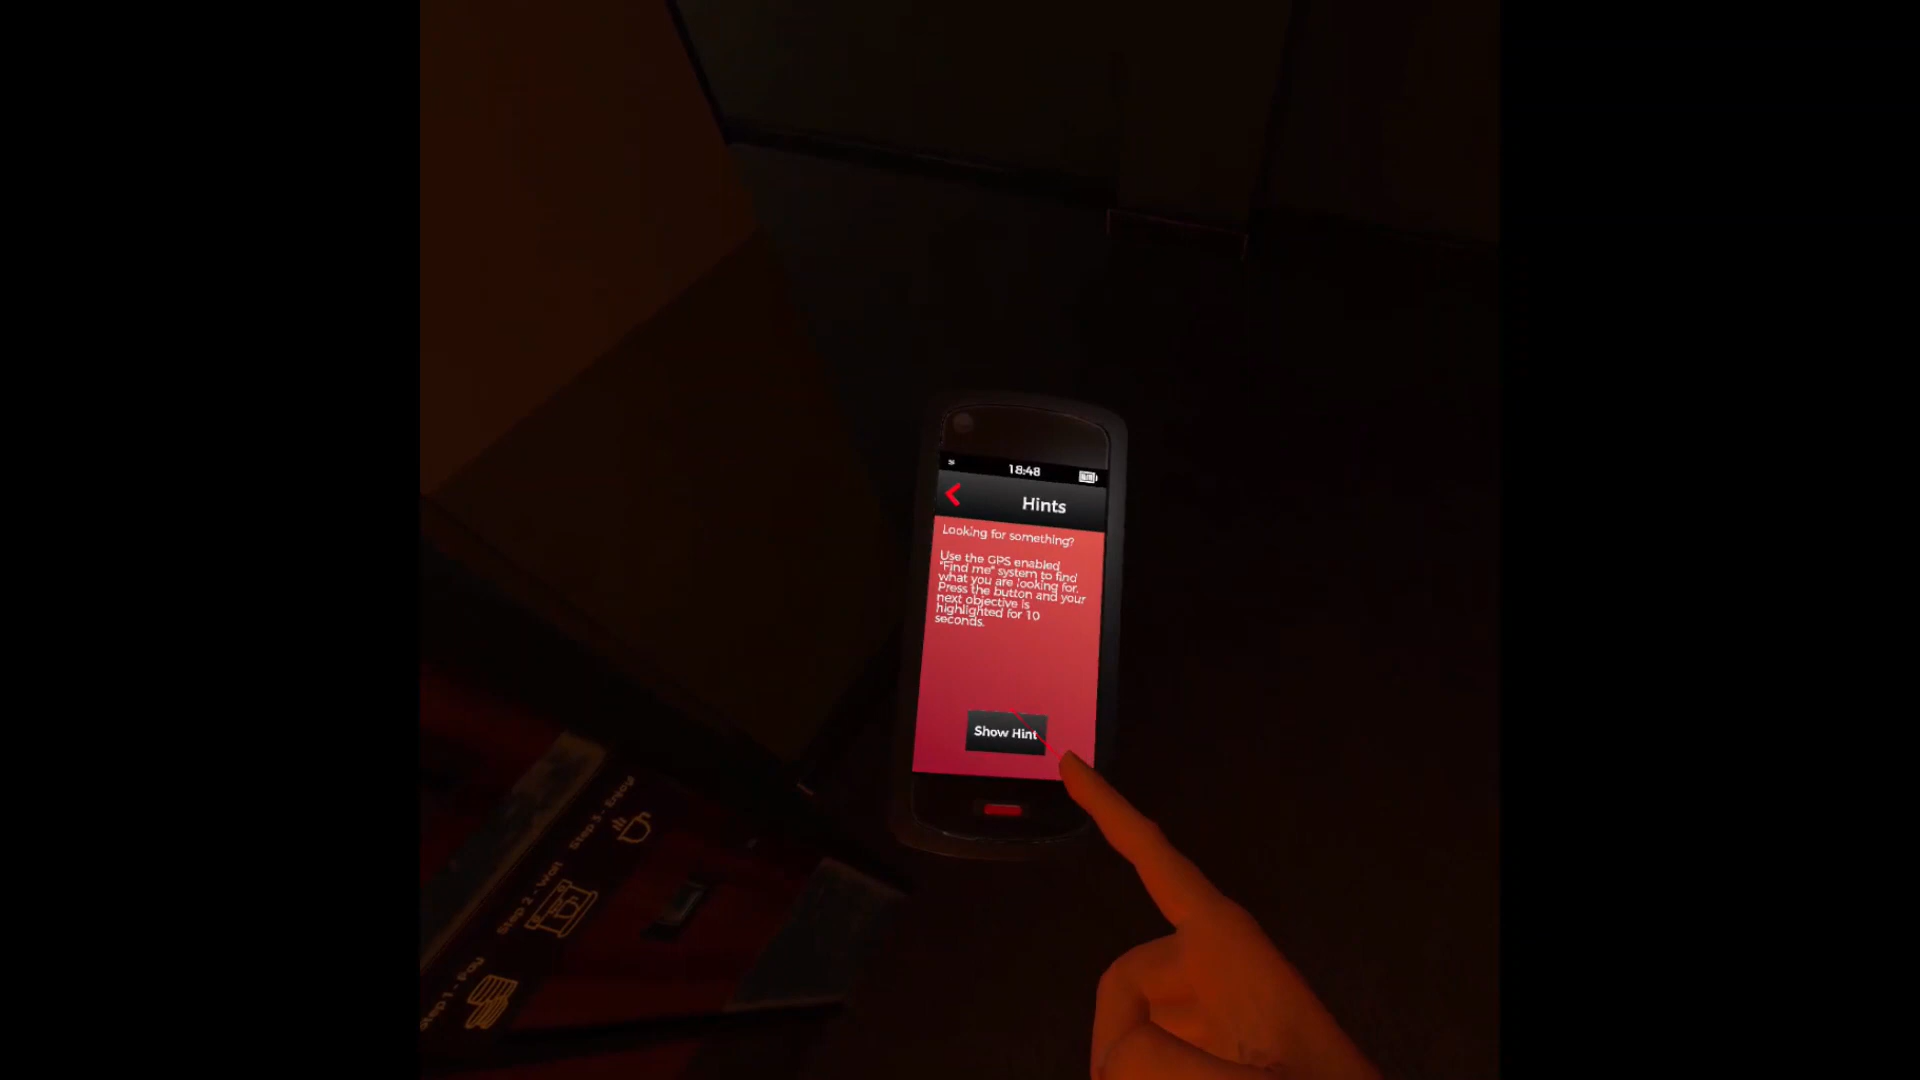 18:48
Hints
Looking for something?
Use the GPS enabled
"Find me" system to find
what you are looking for.
Press the button and your
next objective is
highlighted for 10
seconds.
Show Hint
Step 1 - Pay
Step 2 - Wait
Step 3 - Enjoy